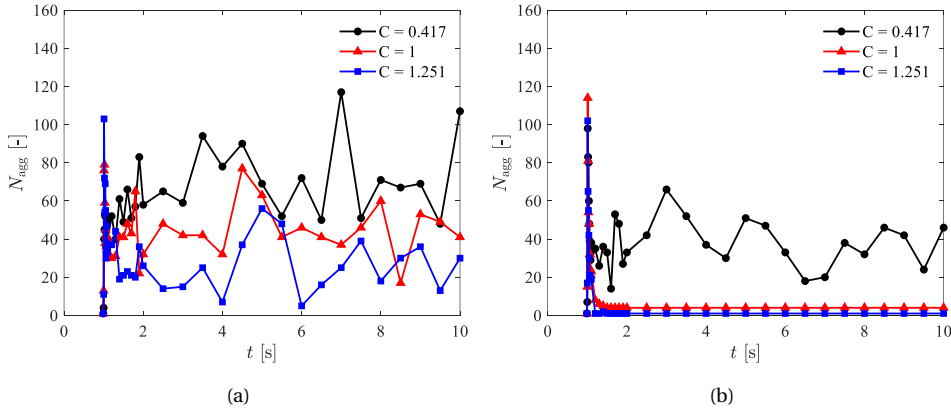 160
140
120
100
80
60
40
20
0
N_agg [-]
C = 0.417
C = 1
C = 1.251
0 2 4 6 8 10
t [s]
(a)
160
140
120
100
80
60
40
20
0
N_agg [-]
C = 0.417
C = 1
C = 1.251
0 2 4 6 8 10
t [s]
(b)